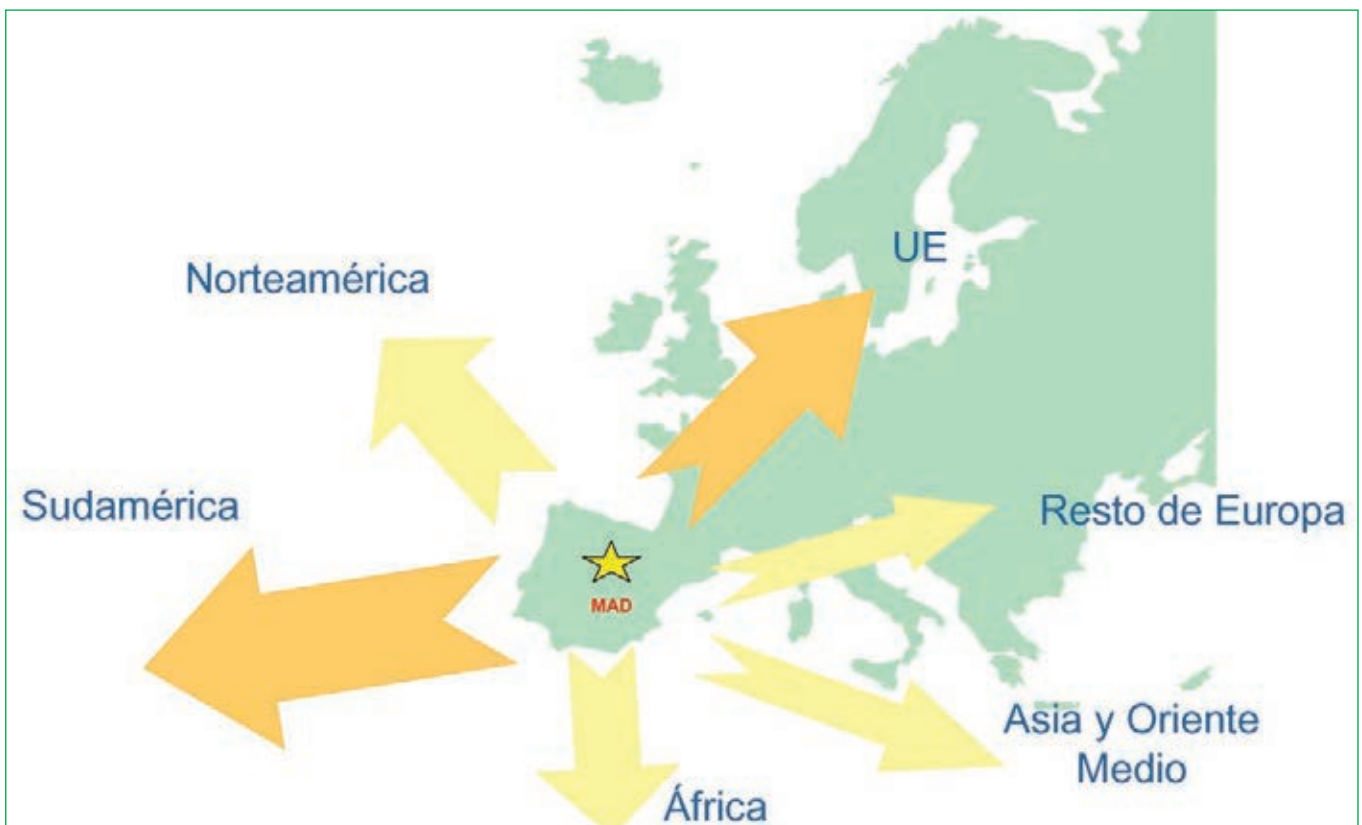 UE
Norteamérica
Sudamérica
Resto de Europa
MAD
Asia y Oriente
Medio
África